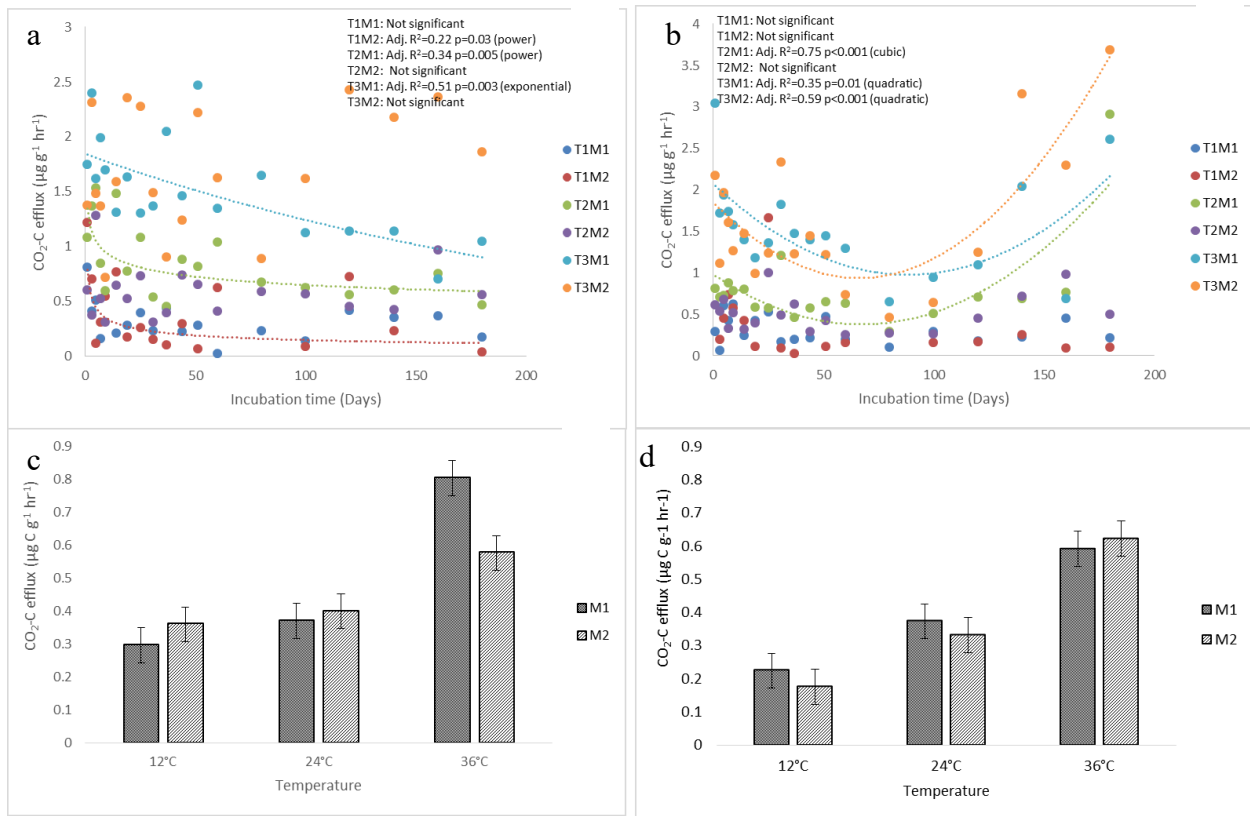 a
T1M1: Not significant
T1M2: Adj. R²=0.22 p=0.03 (power)
T2M1: Adj. R²=0.34 p=0.005 (power)
T2M2: Not significant
T3M1: Adj. R²=0.51 p=0.003 (exponential)
T3M2: Not significant
3
2.5
2
1.5
1
0.5
0
0
50
100
150
200
CO₂-C efflux (µg g⁻¹ hr⁻¹)
Incubation time (Days)
T1M1
T1M2
T2M1
T2M2
T3M1
T3M2
b
T1M1: Not significant
T1M2: Not significant
T2M1: Adj. R²=0.75 p<0.001 (cubic)
T2M2: Not significant
T3M1: Adj. R²=0.35 p=0.01 (quadratic)
T3M2: Adj. R²=0.59 p<0.001 (quadratic)
4
3.5
3
2.5
2
1.5
1
0.5
0
0
50
100
150
200
CO₂-C efflux (µg g⁻¹ hr⁻¹)
Incubation time (Days)
T1M1
T1M2
T2M1
T2M2
T3M1
T3M2
c
0.9
0.8
0.7
0.6
0.5
0.4
0.3
0.2
0.1
0
CO₂-C efflux (µg C g⁻¹ hr⁻¹)
12°C
24°C
36°C
Temperature
M1
M2
d
0.9
0.8
0.7
0.6
0.5
0.4
0.3
0.2
0.1
0
CO₂-C efflux (µg C g-1 hr-1)
12°C
24°C
36°C
Temperature
M1
M2